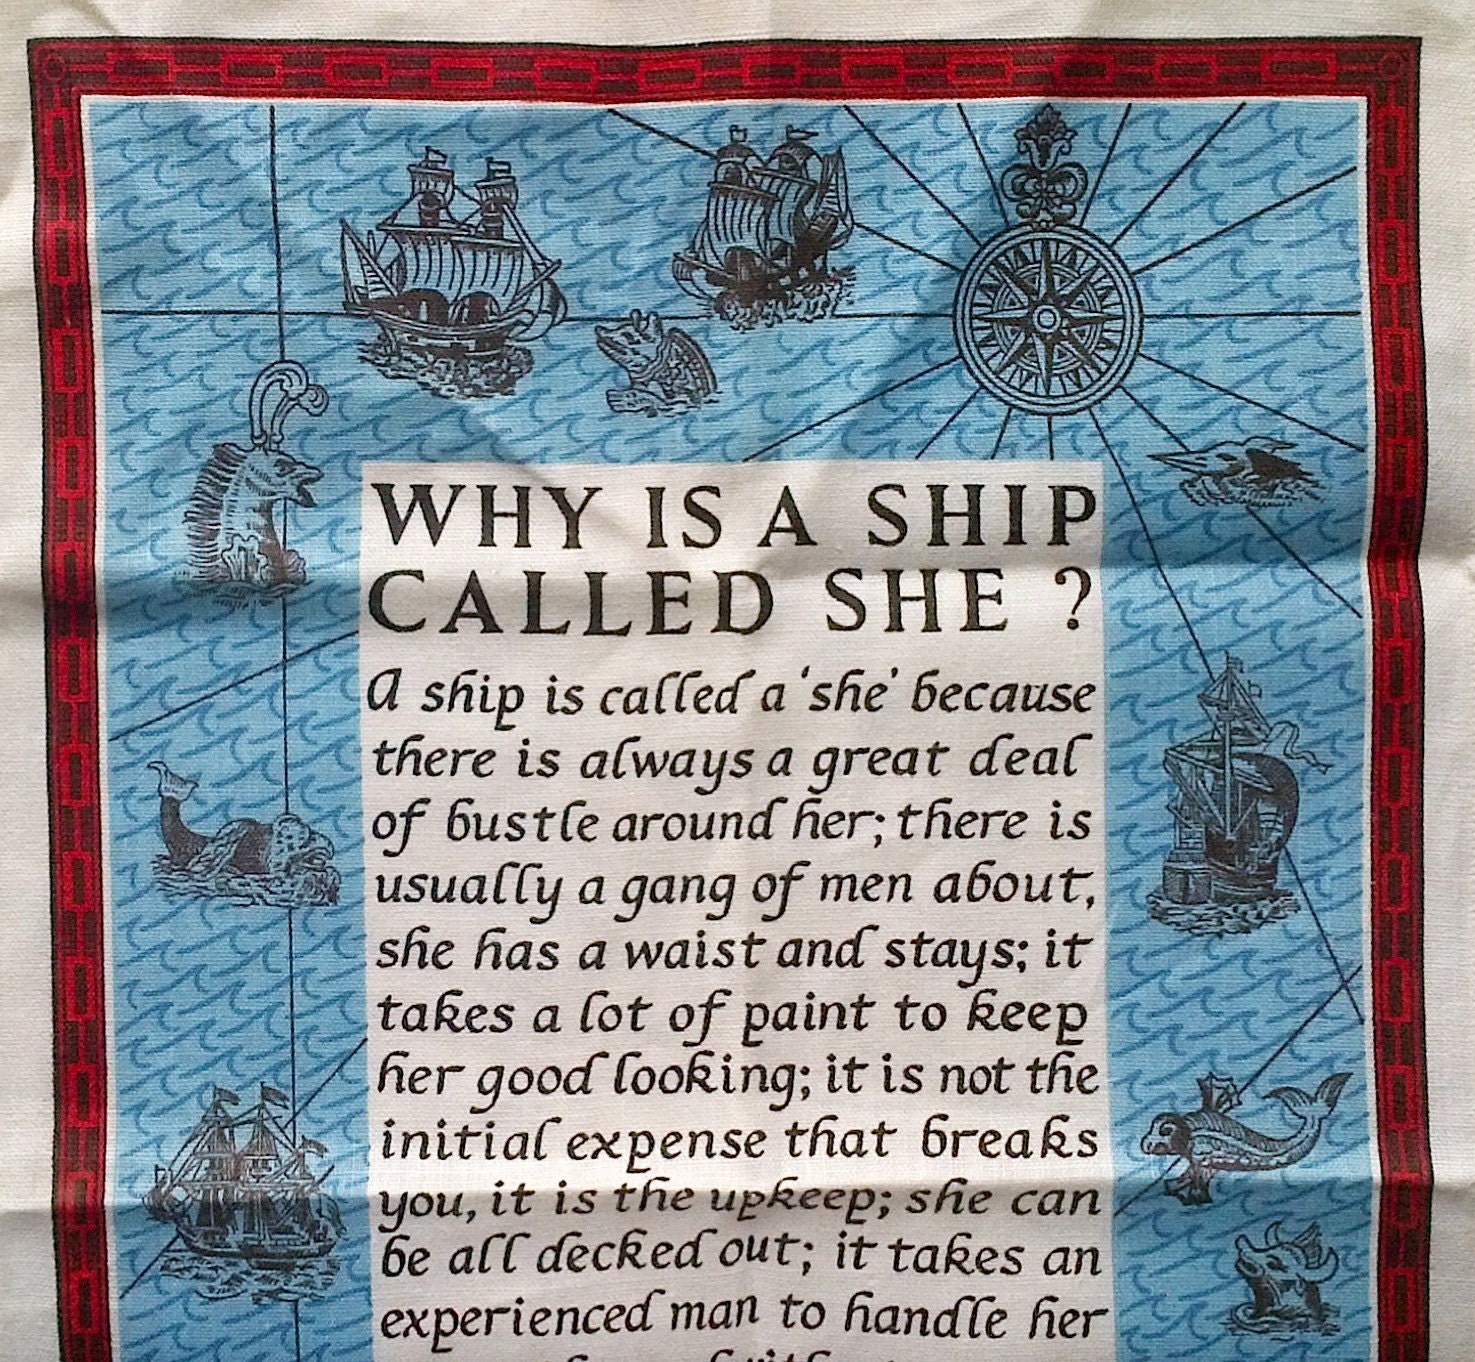 WHY IS A SHIP
CALLED SHE ?
A ship is called a 'she' because
there is always a great deal
of bustle around her; there is
usually a gang of men about,
she has a waist and stays; it
takes a lot of paint to keep
her good looking; it is not the
initial expense that breaks
you, it is the upkeep; she can
be all decked out; it takes an
experienced man to handle her